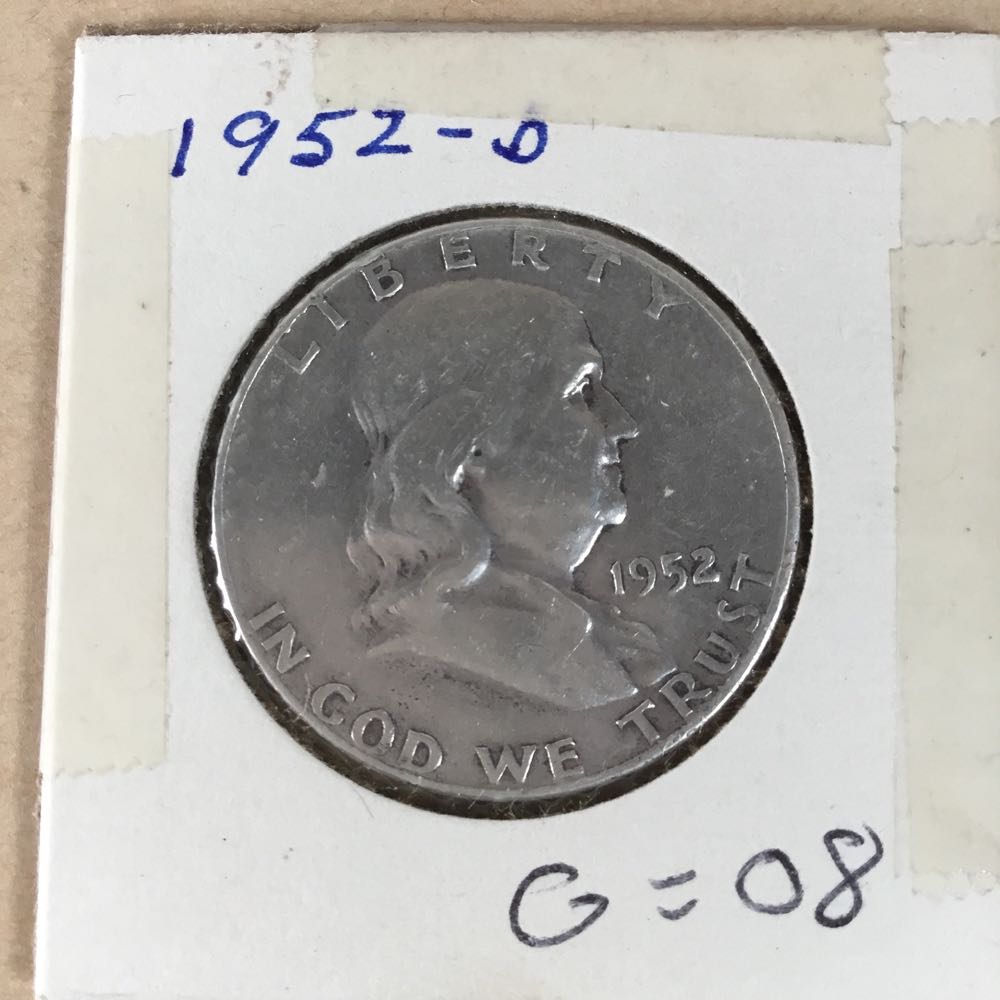 1952-D
LIBERTY
1952
IN GOD WE TRUST
G=08